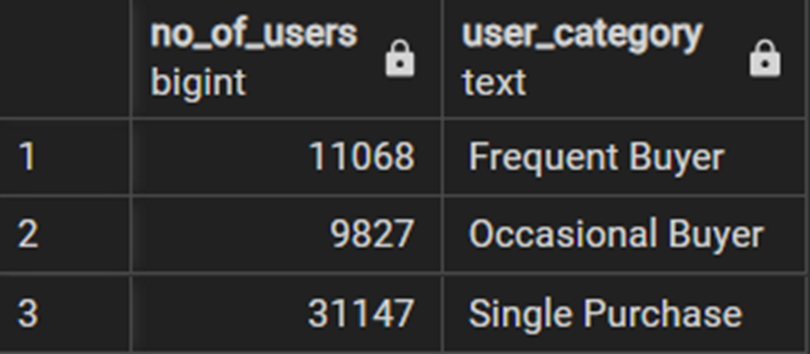 no_of_users user_category
bigint text
1 11068 Frequent Buyer
2 9827 Occasional Buyer
3 31147 Single Purchase